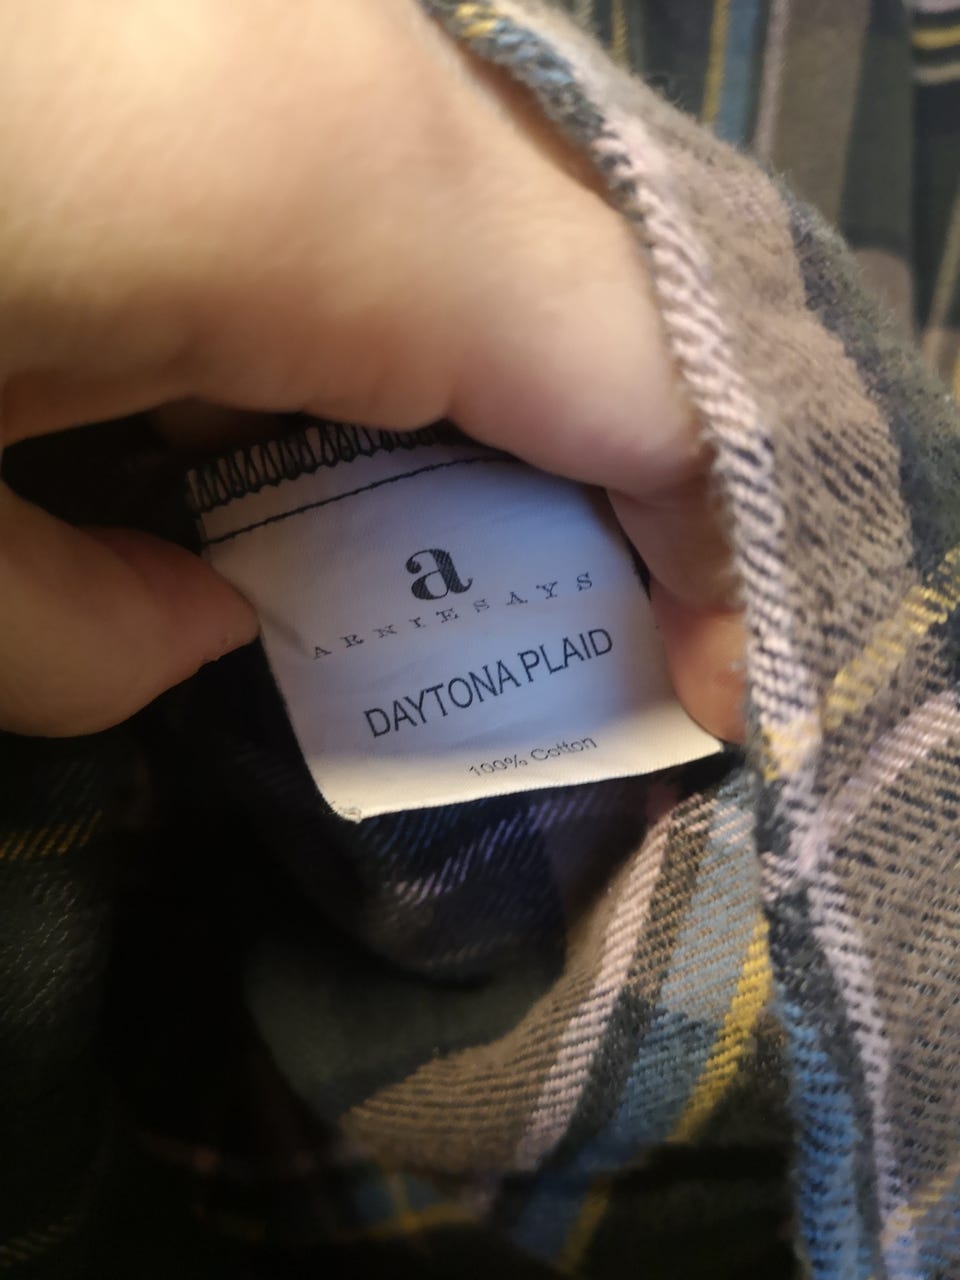 a
ARNIESAYS
DAYTONA PLAID
100% Cotton